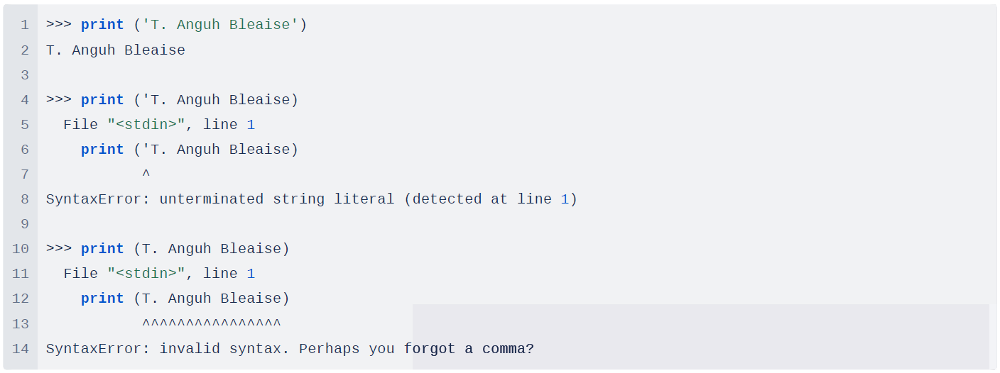 1 >>> print ('T. Anguh Bleaise')
2 T. Anguh Bleaise
3
4 >>> print ('T. Anguh Bleaise)
5   File "<stdin>", line 1
6     print ('T. Anguh Bleaise)
7            ^
8 SyntaxError: unterminated string literal (detected at line 1)
9
10 >>> print (T. Anguh Bleaise)
11   File "<stdin>", line 1
12     print (T. Anguh Bleaise)
13            ^^^^^^^^^^^^^^^^
14 SyntaxError: invalid syntax. Perhaps you forgot a comma?